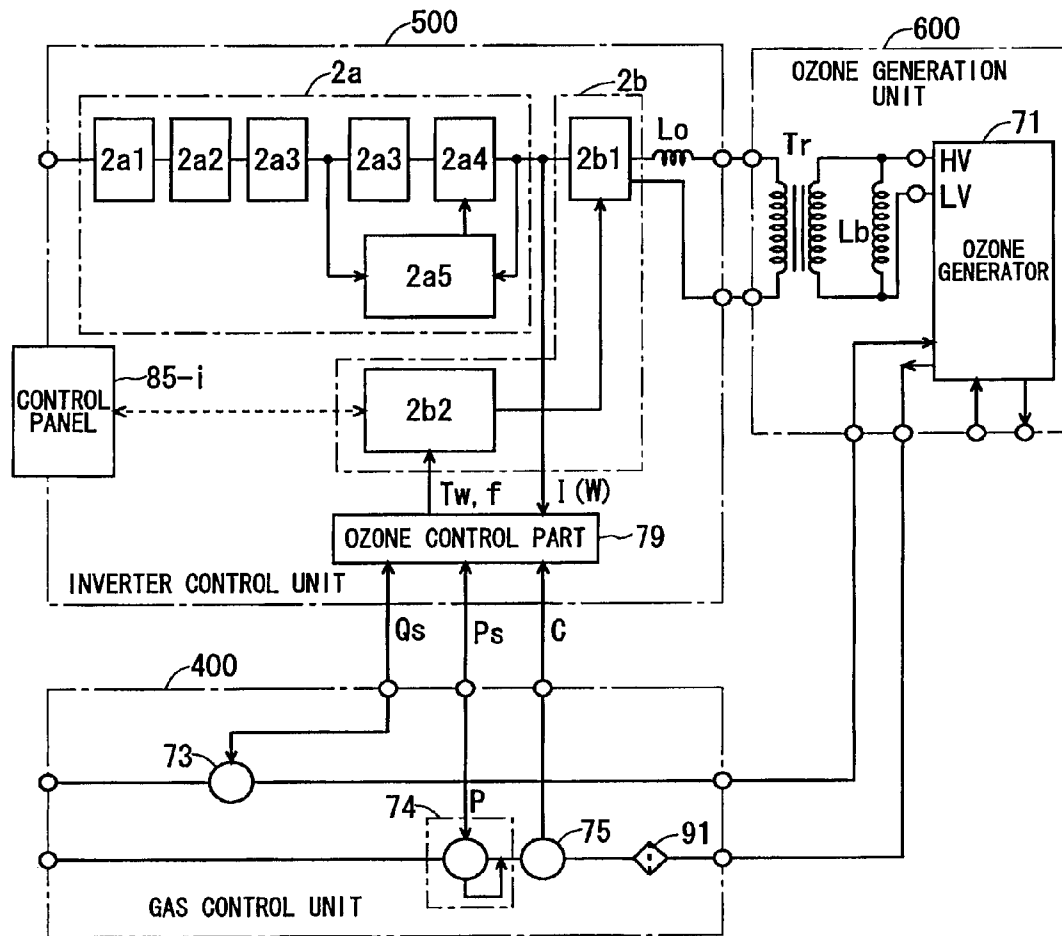 500
600
2a
2b
OZONE GENERATION
UNIT
71
2a1
2a2
2a3
2a3
2a4
2b1
Lo
Tr
HV
LV
Lb
OZONE
GENERATOR
2a5
CONTROL
PANEL
85-i
2b2
Tw, f
I (W)
OZONE CONTROL PART
79
INVERTER CONTROL UNIT
Qs
Ps
C
400
73
74
P
75
91
GAS CONTROL UNIT